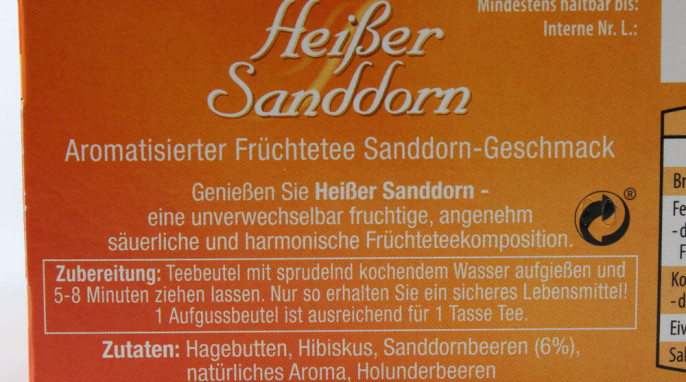 Mindestens haltbar bis:
Interne Nr. L.:
Heißer
Sanddorn
Aromatisierter Früchtetee Sanddorn-Geschmack
Genießen Sie Heißer Sanddorn -
eine unverwechselbar fruchtige, angenehm
säuerliche und harmonische Früchteteekomposition.
®
Zubereitung: Teebeutel mit sprudelnd kochendem Wasser aufgießen und
5-8 Minuten ziehen lassen. Nur so erhalten Sie ein sicheres Lebensmittel!
1 Aufgussbeutel ist ausreichend für 1 Tasse Tee.
Zutaten: Hagebutten, Hibiskus, Sanddornbeeren (6%),
natürliches Aroma, Holunderbeeren